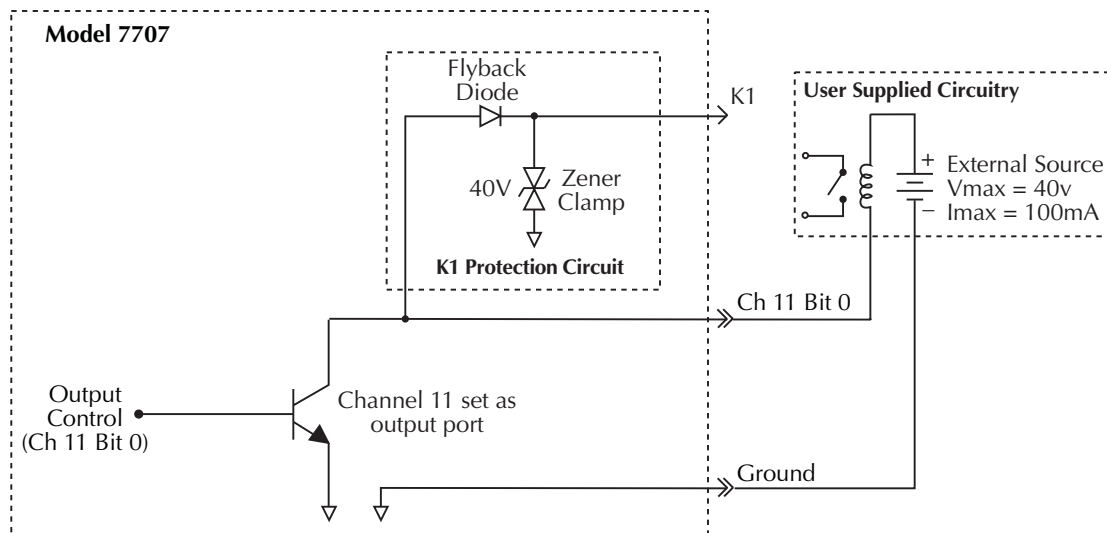 Model 7707
Flyback
Diode
K1
User Supplied Circuitry
40V
Zener
Clamp
K1 Protection Circuit
+
External Source
Vmax = 40v
− Imax = 100mA
Ch 11 Bit 0
Output
Control
(Ch 11 Bit 0)
Channel 11 set as
output port
Ground